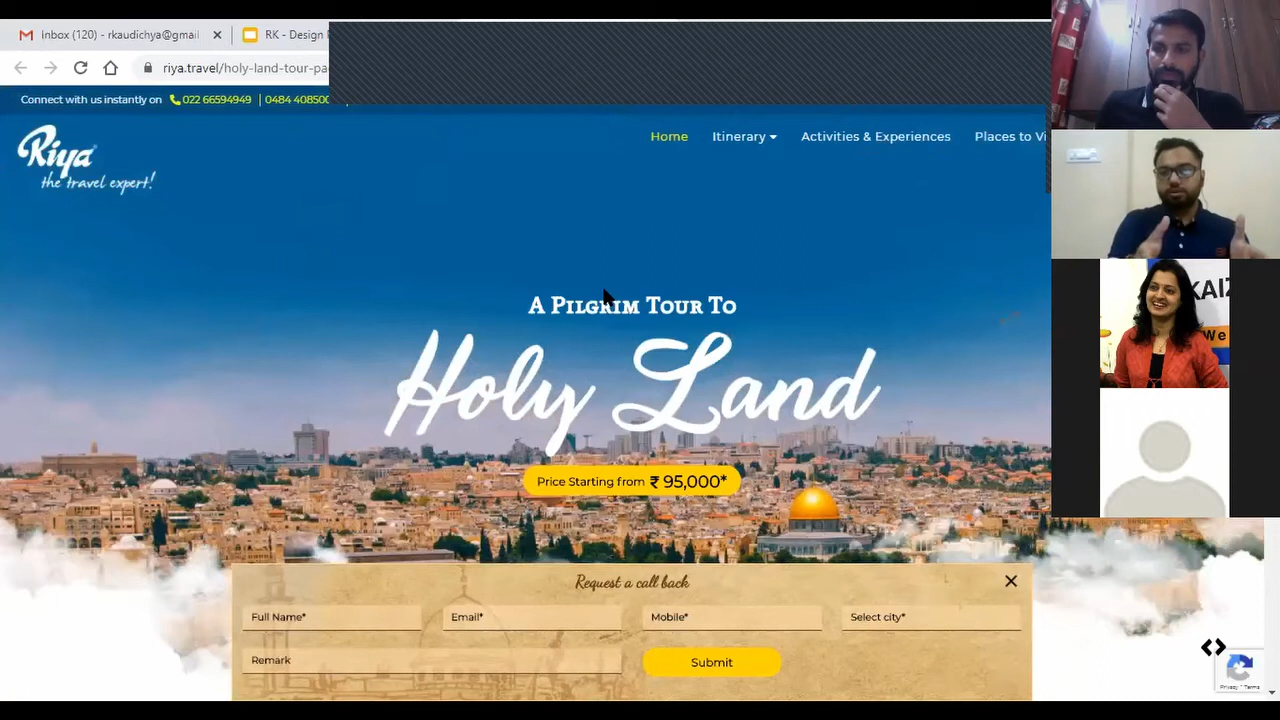 Inbox (120) - rkaudichya@gmail
RK - Design
riya.travel/holy-land-tour-pa
Connect with us instantly on 022 66594949 | 0484 408500
Riya
the travel expert!
Home Itinerary Activities & Experiences Places to Vi
A Pilgrim Tour To
Holy Land
Price Starting from ₹ 95,000*
Request a call back
Full Name* Email* Mobile* Select city*
Remark Submit
KAIZ
We
Privacy - Terms